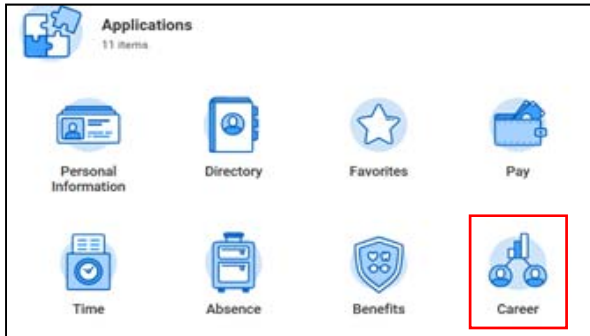 Applications
11 items
Personal Information
Directory
Favorites
Pay
Time
Absence
Benefits
Career